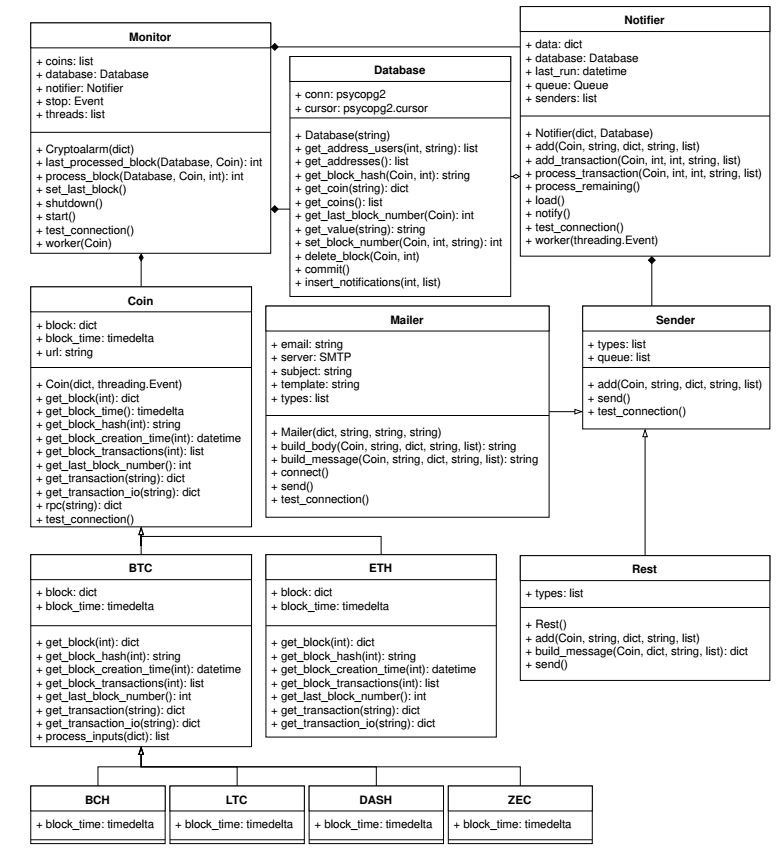 Monitor
+ coins: list
+ database: Database
+ notifier: Notifier
+ stop: Event
+ threads: list
+ Cryptoalarm(dict)
+ last_processed_block(Database, Coin): int
+ process_block(Database, Coin, int): int
+ set_last_block()
+ shutdown()
+ start()
+ test_connection()
+ worker(Coin)
Database
+ conn: psycopg2
+ cursor: psycopg2.cursor
+ Database(string)
+ get_address_users(int, string): list
+ get_addresses(): list
+ get_block_hash(Coin, int): string
+ get_coin(string): dict
+ get_coins(): list
+ get_last_block_number(Coin): int
+ get_value(string): string
+ set_block_number(Coin, int, string): int
+ delete_block(Coin, int)
+ commit()
+ insert_notifications(int, list)
Notifier
+ data: dict
+ database: Database
+ last_run: datetime
+ queue: Queue
+ senders: list
+ Notifier(dict, Database)
+ add(Coin, string, dict, string, list)
+ add_transaction(Coin, int, int, string, list)
+ process_transaction(Coin, int, int, string, list)
+ process_remaining()
+ load()
+ notify()
+ test_connection()
+ worker(threading.Event)
Coin
+ block: dict
+ block_time: timedelta
+ url: string
+ Coin(dict, threading.Event)
+ get_block(int): dict
+ get_block_time(): timedelta
+ get_block_hash(int): string
+ get_block_creation_time(int): datetime
+ get_block_transactions(int): list
+ get_last_block_number(): int
+ get_transaction(string): dict
+ get_transaction_io(string): dict
+ rpc(string): dict
+ test_connection()
Mailer
+ email: string
+ server: SMTP
+ subject: string
+ template: string
+ types: list
+ Mailer(dict, string, string, string)
+ build_body(Coin, string, dict, string, list): string
+ build_message(Coin, string, dict, string, list): string
+ connect()
+ send()
+ test_connection()
Sender
+ types: list
+ queue: list
+ add(Coin, string, dict, string, list)
+ send()
+ test_connection()
BTC
+ block: dict
+ block_time: timedelta
+ get_block(int): dict
+ get_block_hash(int): string
+ get_block_creation_time(int): datetime
+ get_block_transactions(int): list
+ get_last_block_number(): int
+ get_transaction(string): dict
+ get_transaction_io(string): dict
+ process_inputs(dict): list
ETH
+ block: dict
+ block_time: timedelta
+ get_block(int): dict
+ get_block_hash(int): string
+ get_block_creation_time(int): datetime
+ get_block_transactions(int): list
+ get_last_block_number(): int
+ get_transaction(string): dict
+ get_transaction_io(string): dict
Rest
+ types: list
+ Rest()
+ add(Coin, string, dict, string, list)
+ build_message(Coin, dict, string, list): dict
+ send()
BCH
+ block_time: timedelta
LTC
+ block_time: timedelta
DASH
+ block_time: timedelta
ZEC
+ block_time: timedelta